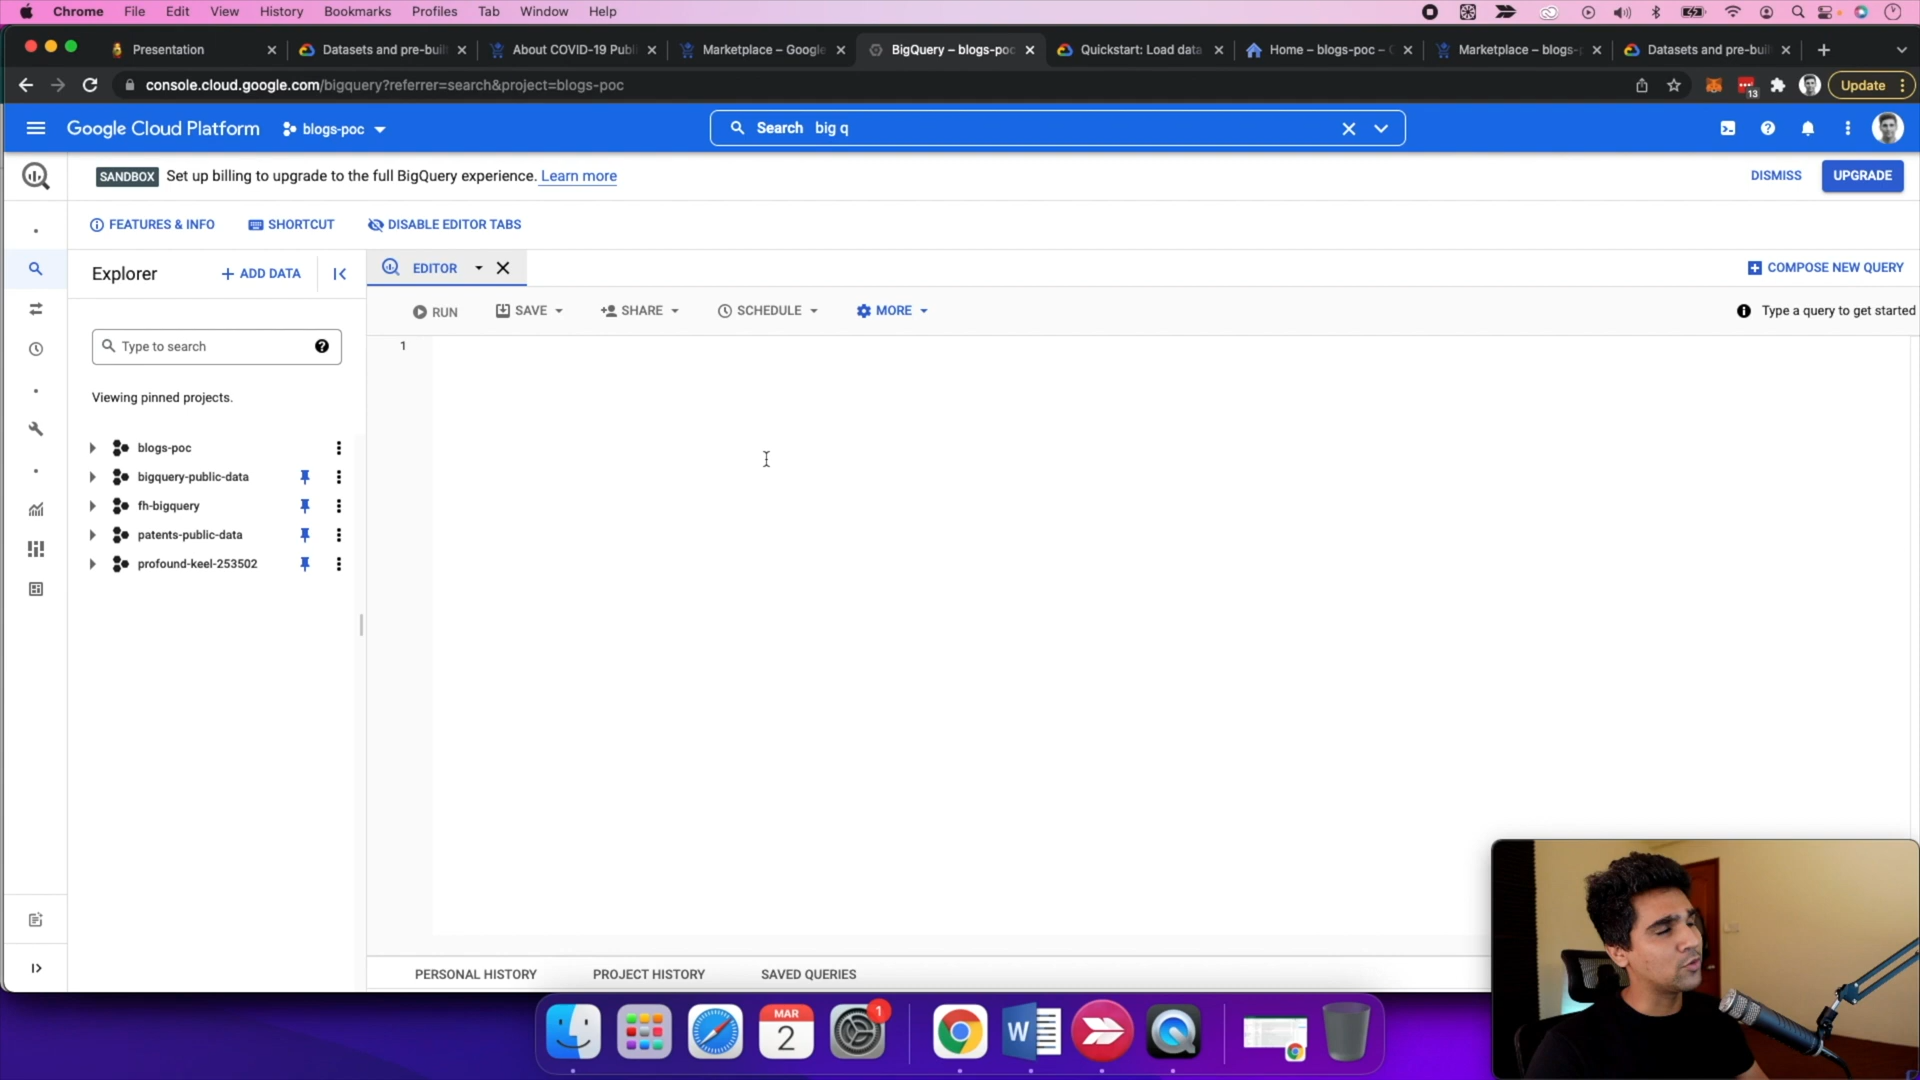 Chrome File Edit View History Bookmarks Profiles Tab Window Help
Presentation
Datasets and pre-buil
About COVID-19 Publ
Marketplace – Google
BigQuery – blogs-poc
Quickstart: Load data
Home – blogs-poc – G
Marketplace – blogs-p
Datasets and pre-buil
console.cloud.google.com/bigquery?referrer=search&project=blogs-poc
13
Update
Google Cloud Platform
blogs-poc
Search big q
SANDBOX Set up billing to upgrade to the full BigQuery experience. Learn more
DISMISS
UPGRADE
FEATURES & INFO
SHORTCUT
DISABLE EDITOR TABS
Explorer
+ ADD DATA
EDITOR
COMPOSE NEW QUERY
RUN
SAVE
SHARE
SCHEDULE
MORE
Type a query to get started
Type to search
1
Viewing pinned projects.
blogs-poc
bigquery-public-data
fh-bigquery
patents-public-data
profound-keel-253502
PERSONAL HISTORY
PROJECT HISTORY
SAVED QUERIES
MAR
2
1
W